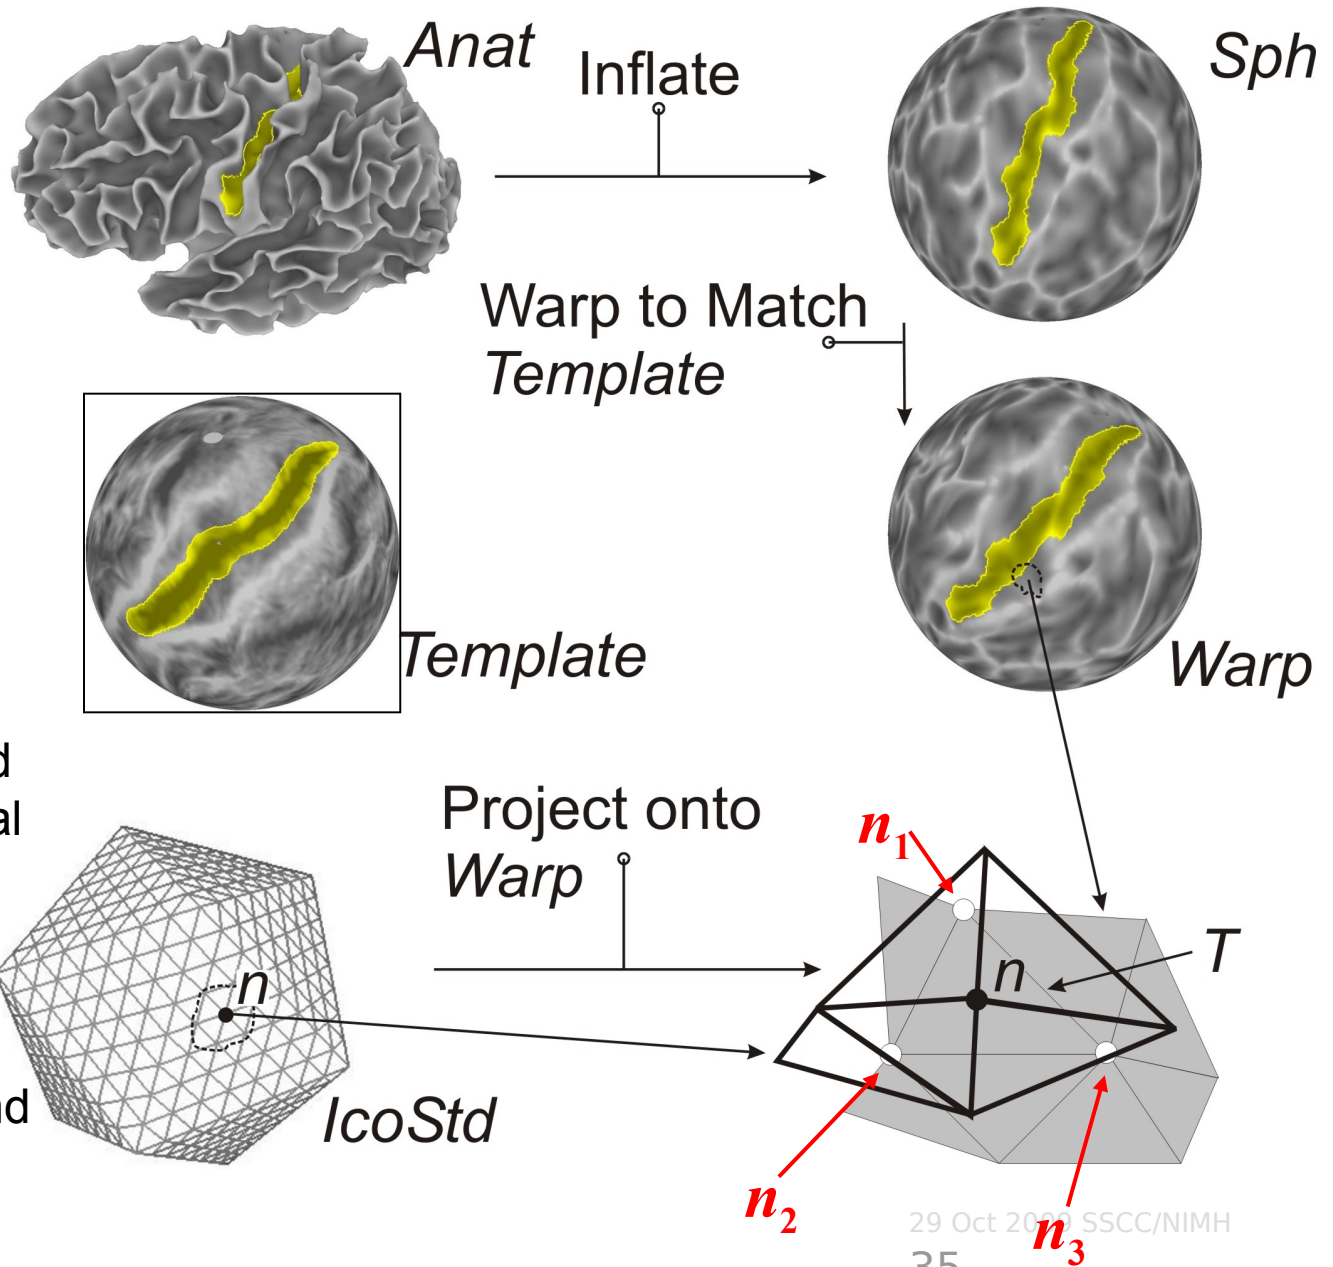 Anat
Inflate
Sph
Warp to Match
Template
Template
Warp
Project onto
Warp
n1
n
T
n
IcoStd
n2
n3
29 Oct 2009 SSCC/NIMH
35